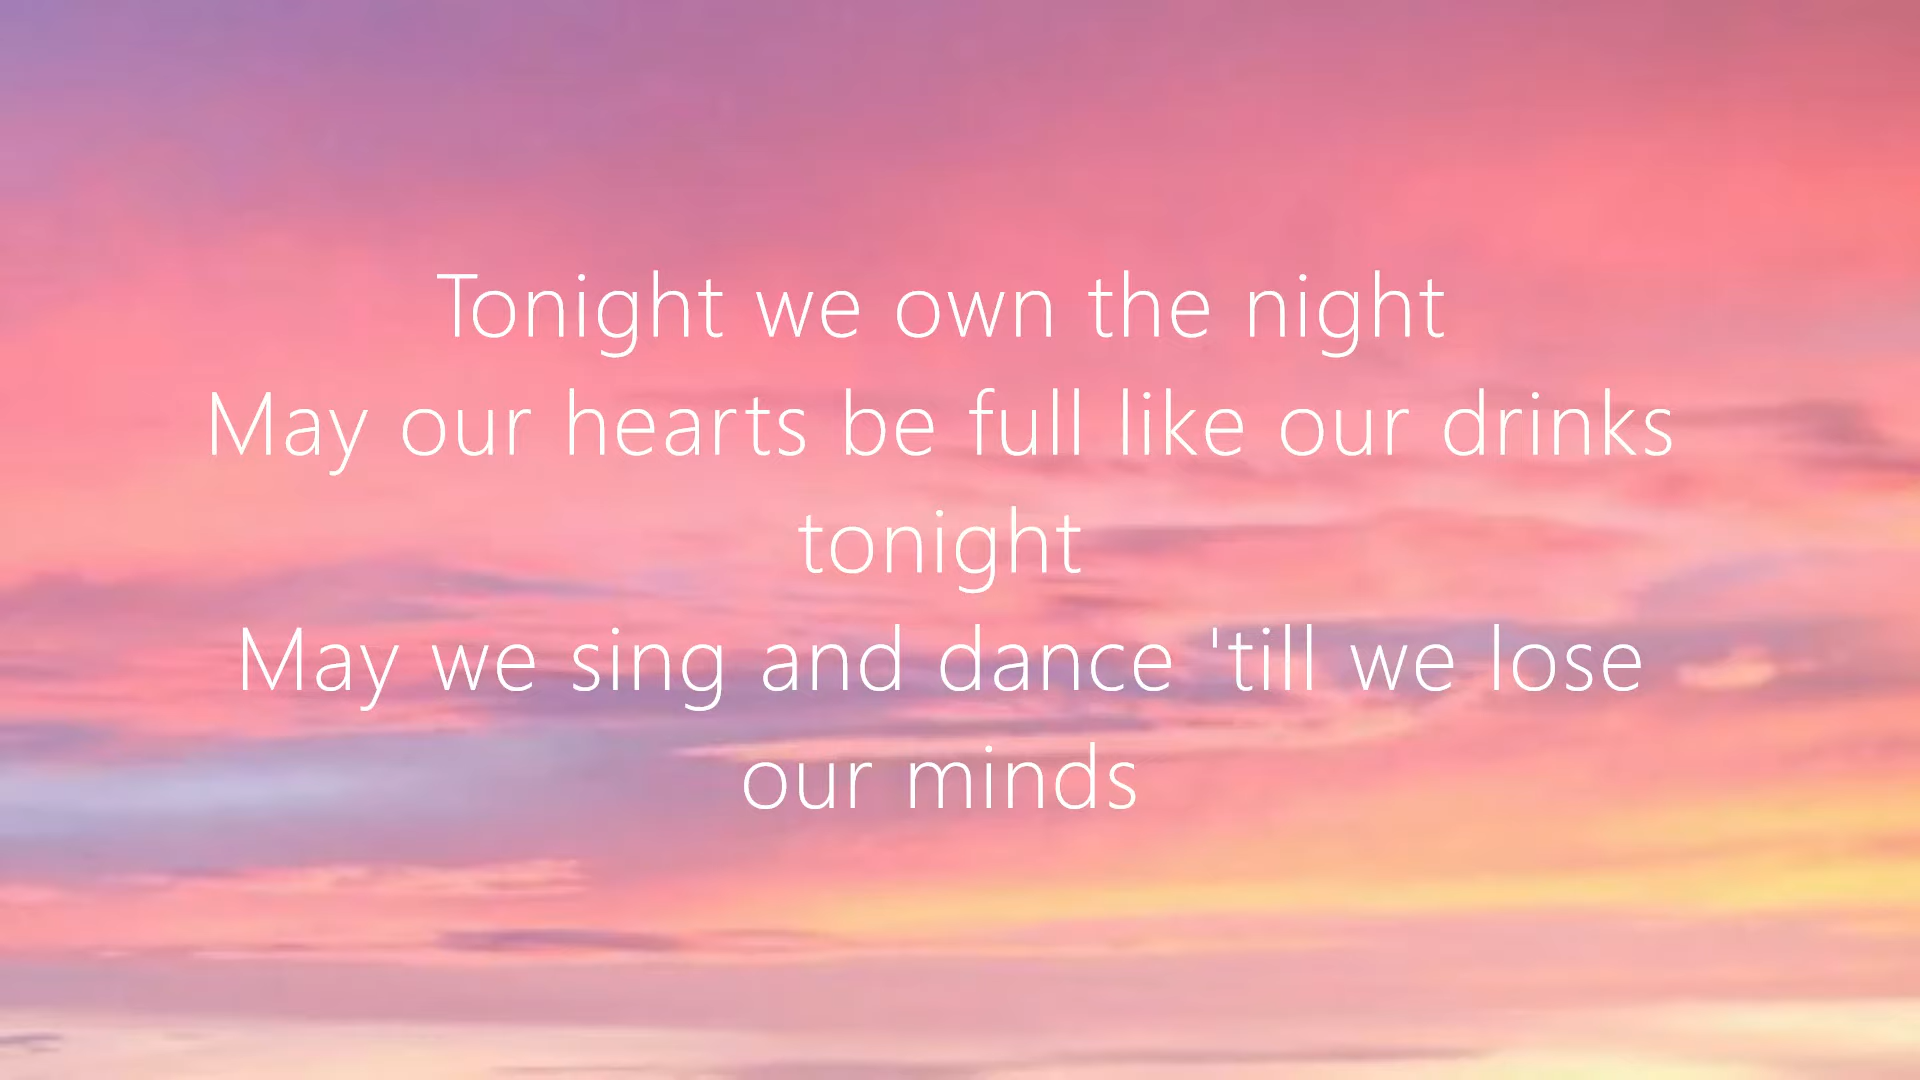 Tonight we own the night
May our hearts be full like our drinks
tonight
May we sing and dance 'till we lose
our minds